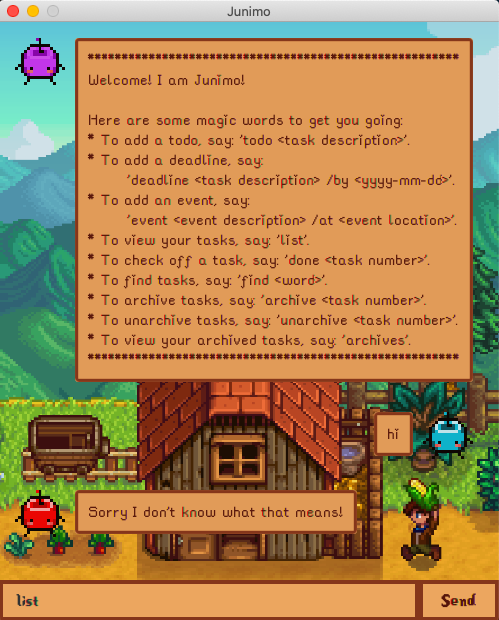 Junimo
******************************************************
Welcome! I am Junimo!
Here are some magic words to get you going:
* To add a todo, say: 'todo <task description>'.
* To add a deadline, say:
'deadline <task description> /by <yyyy-mm-dd>'.
* To add an event, say:
'event <event description> /at <event location>'.
* To view your tasks, say: 'list'.
* To check off a task, say: 'done <task number>'.
* To find tasks, say: 'find <word>'.
* To archive tasks, say: 'archive <task number>'.
* To unarchive tasks, say: 'unarchive <task number>'.
* To view your archived tasks, say: 'archives'.
******************************************************
hi
Sorry I don't know what that means!
list
Send